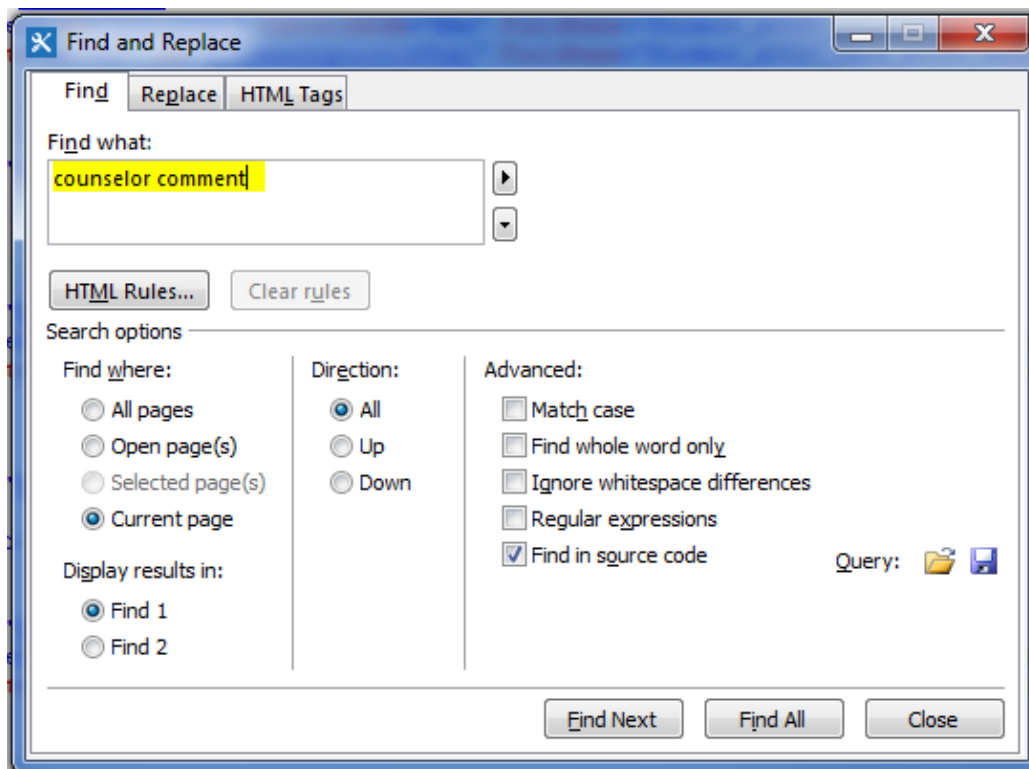 Find and Replace
Find Replace HTML Tags
Find what:
counselor comment
HTML Rules... Clear rules
Search options
Find where: Direction: Advanced:
All pages All Match case
Open page(s) Up Find whole word only
Selected page(s) Down Ignore whitespace differences
Current page Regular expressions
Find in source code Query:
Display results in:
Find 1
Find 2
Find Next Find All Close